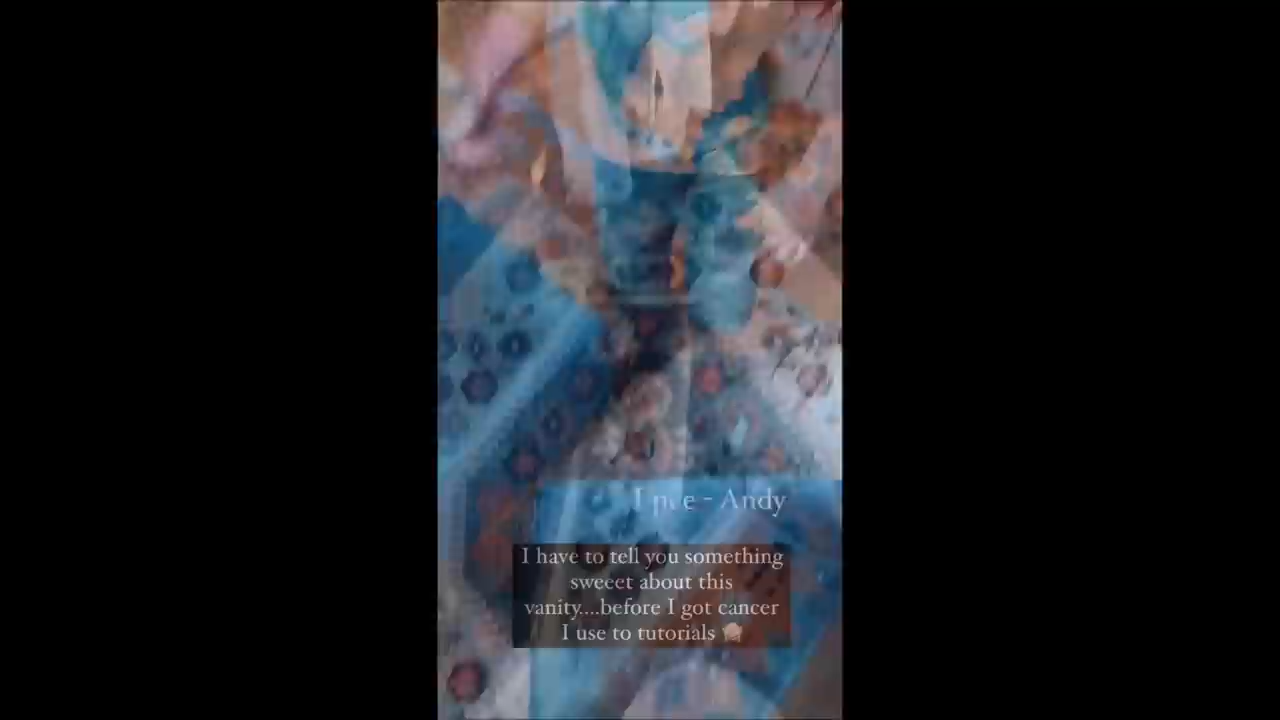 - Andy
I have to tell you something
sweeet about this
vanity....before I got cancer
I use to tutorials